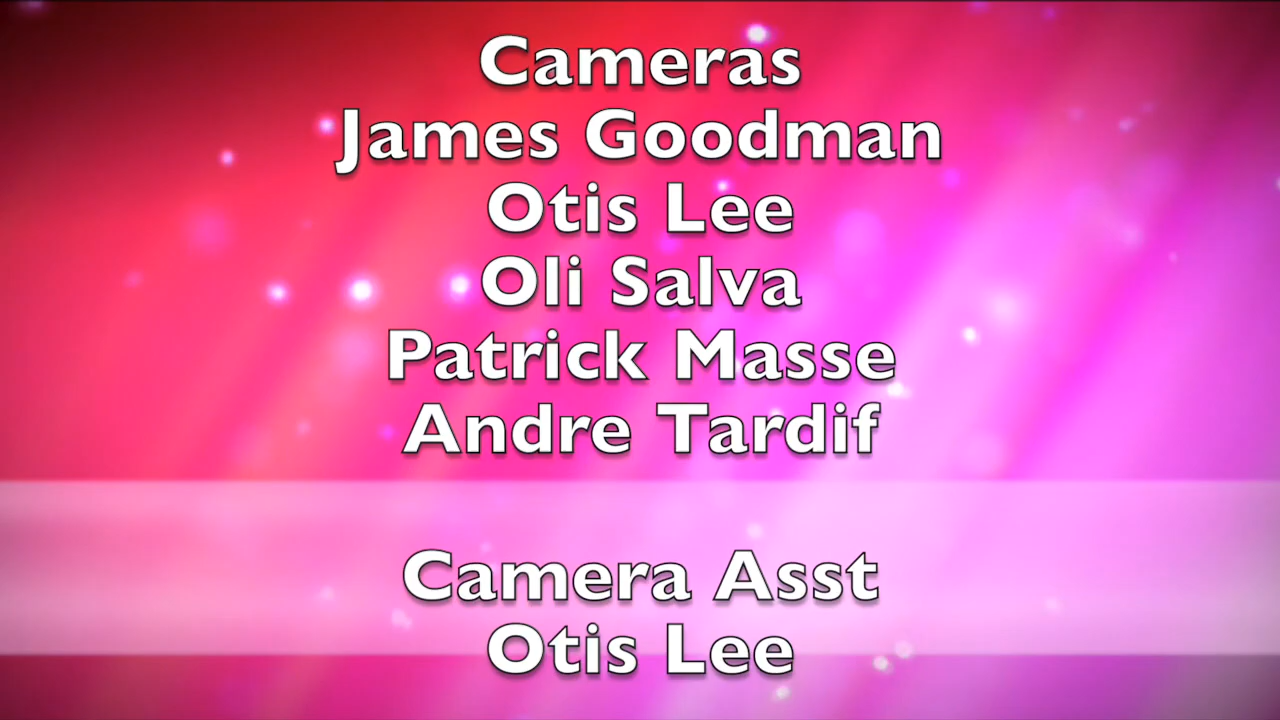 Cameras
James Goodman
Otis Lee
Oli Salva
Patrick Masse
Andre Tardif
Camera Asst
Otis Lee